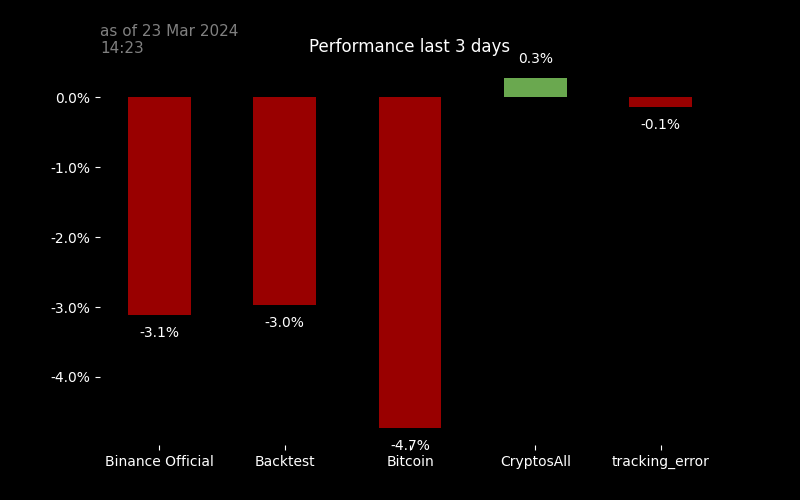 as of 23 Mar 2024
14:23
Performance last 3 days
0.3%
0.0%
-0.1%
-1.0%
-2.0%
-3.0%
-3.1%
-3.0%
-4.0%
-4.7%
Binance Official
Backtest
Bitcoin
CryptosAll
tracking_error